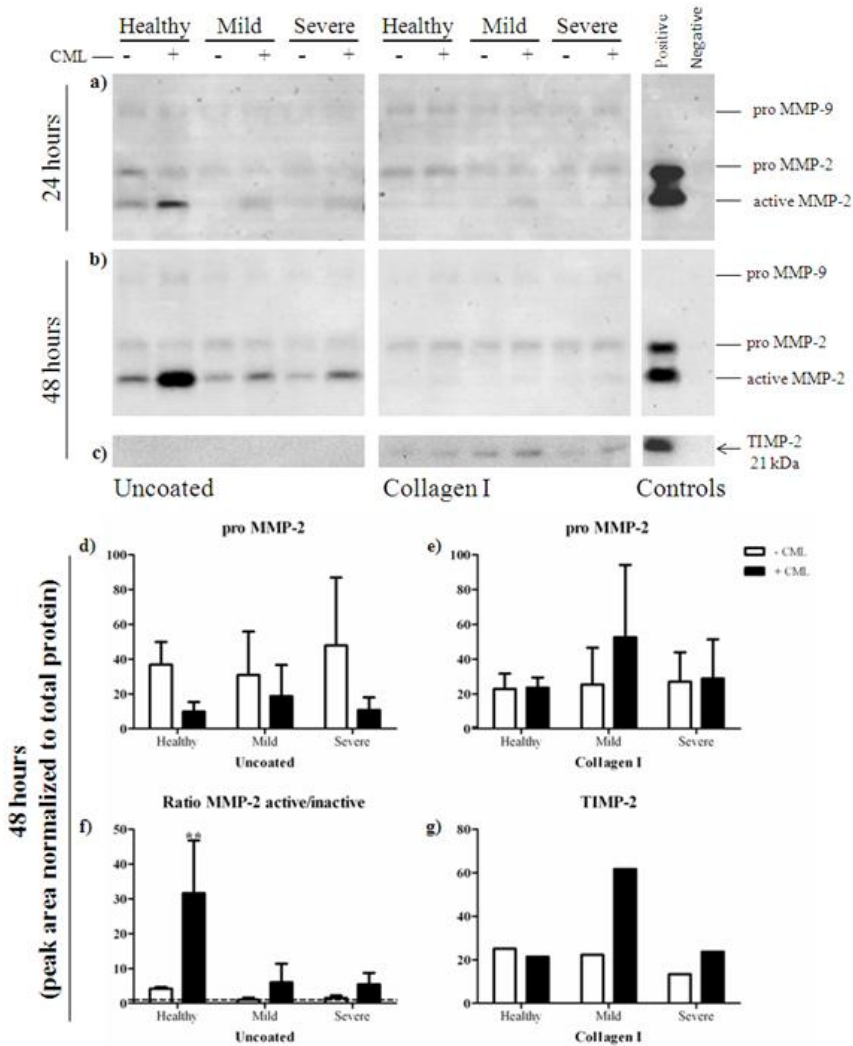 Healthy Mild Severe Healthy Mild Severe Positive Negative
CML - + - + - + - + - + - +
a)
24 hours
pro MMP-9
pro MMP-2
active MMP-2
b)
48 hours
pro MMP-9
pro MMP-2
active MMP-2
c)
TIMP-2
21 kDa
Uncoated Collagen I Controls
48 hours
(peak area normalized to total protein)
d) pro MMP-2
100
80
60
40
20
0
Healthy Mild Severe
Uncoated
e) pro MMP-2
- CML
+ CML
100
80
60
40
20
0
Healthy Mild Severe
Collagen I
f) Ratio MMP-2 active/inactive
**
50
40
30
20
10
0
Healthy Mild Severe
Uncoated
g) TIMP-2
80
60
40
20
0
Healthy Mild Severe
Collagen I